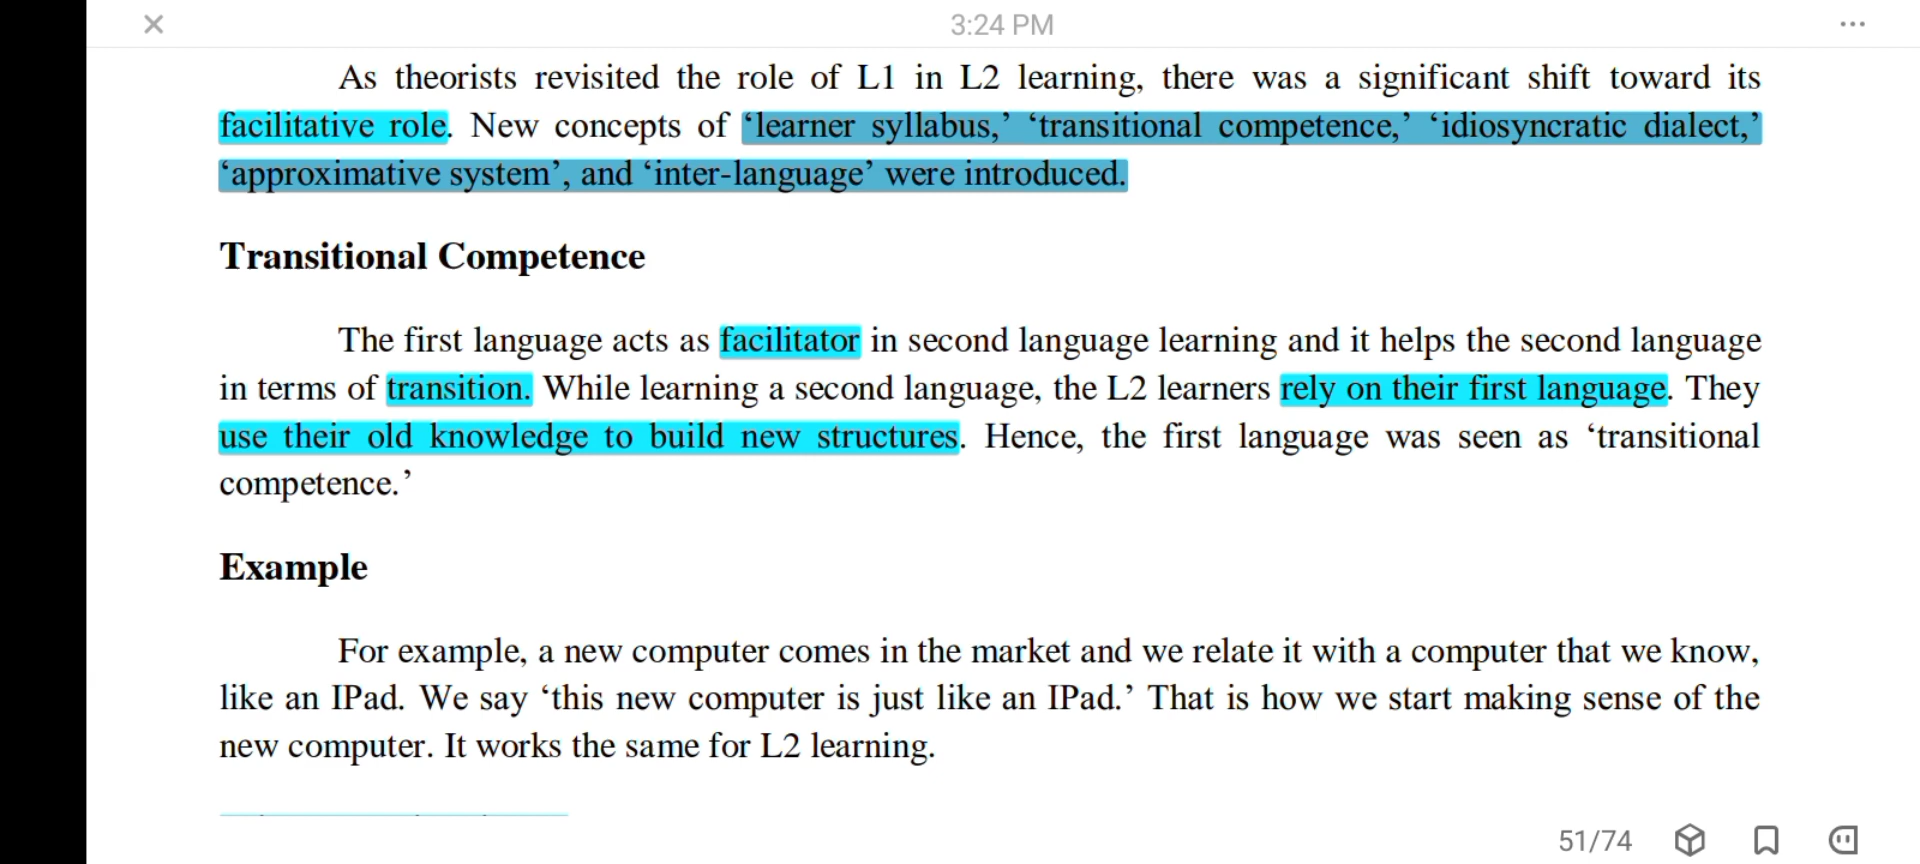 3:24 PM
As theorists revisited the role of L1 in L2 learning, there was a significant shift toward its
facilitative role. New concepts of ‘learner syllabus,’ ‘transitional competence,’ ‘idiosyncratic dialect,’
‘approximative system’, and ‘inter-language’ were introduced.
Transitional Competence
The first language acts as facilitator in second language learning and it helps the second language
in terms of transition. While learning a second language, the L2 learners rely on their first language. They
use their old knowledge to build new structures. Hence, the first language was seen as ‘transitional
competence.’
Example
For example, a new computer comes in the market and we relate it with a computer that we know,
like an IPad. We say ‘this new computer is just like an IPad.’ That is how we start making sense of the
new computer. It works the same for L2 learning.
51/74